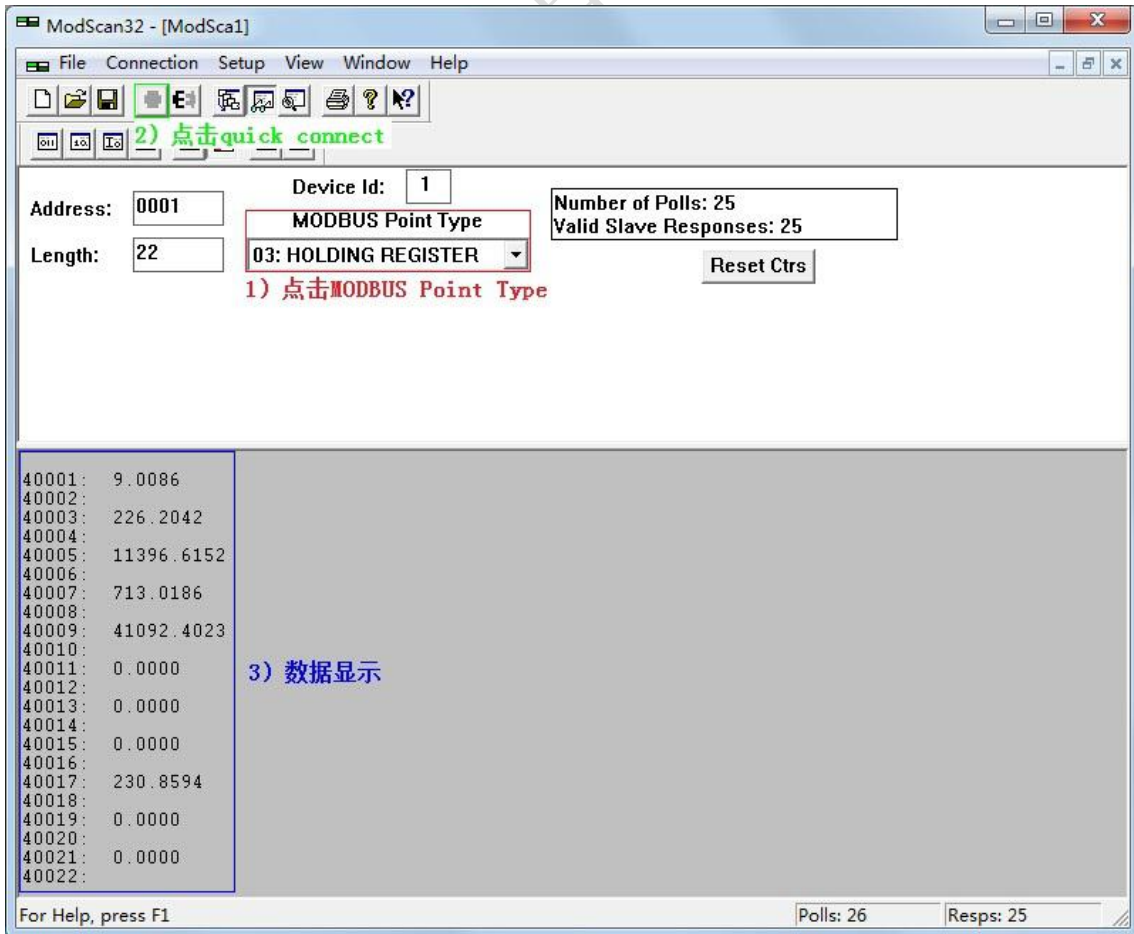 ModScan32 - [ModSca1]
File Connection Setup View Window Help
2) 点击quick connect
Address: 0001
Device Id: 1
MODBUS Point Type
Length: 22
03: HOLDING REGISTER
1) 点击MODBUS Point Type
Number of Polls: 25
Valid Slave Responses: 25
Reset Ctrs
40001: 9.0086
40002:
40003: 226.2042
40004:
40005: 11396.6152
40006:
40007: 713.0186
40008:
40009: 41092.4023
40010:
40011: 0.0000
40012:
40013: 0.0000
40014:
40015: 0.0000
40016:
40017: 230.8594
40018:
40019: 0.0000
40020:
40021: 0.0000
40022:
3) 数据显示
For Help, press F1
Polls: 26
Resps: 25